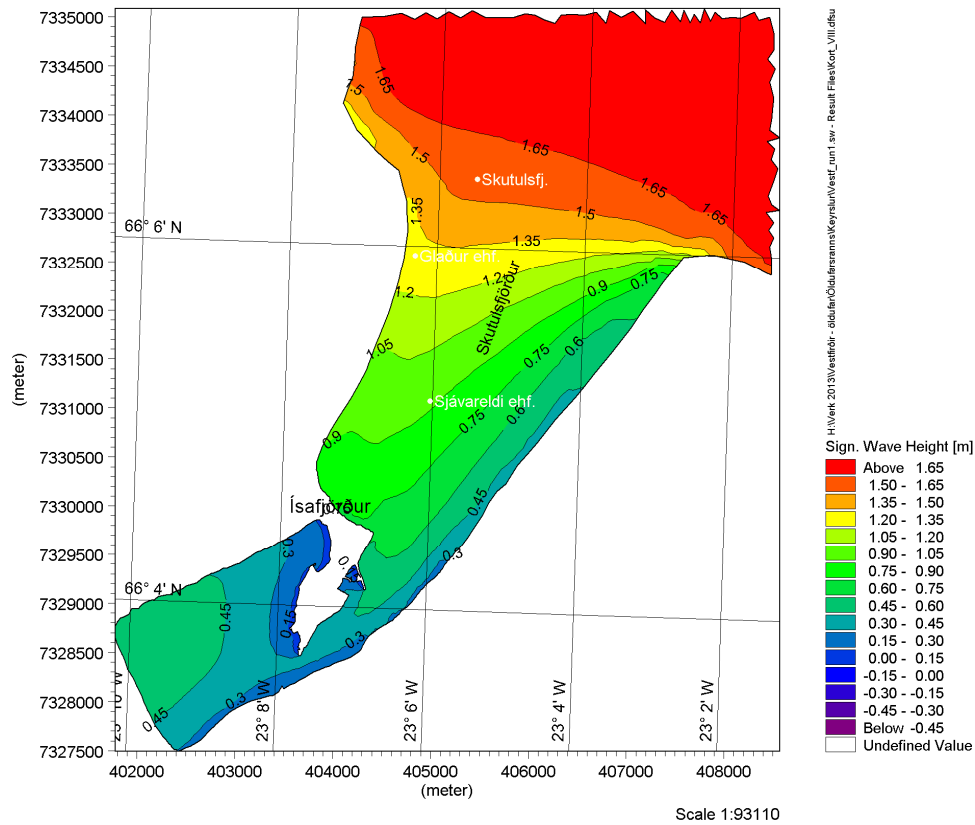 7335000
7334500
7334000
7333500
7333000
7332500
7332000
7331500
7331000
7330500
7330000
7329500
7329000
7328500
7328000
7327500
(meter)
402000 403000 404000 405000 406000 407000 408000
(meter)
66° 6' N
66° 4' N
23° 8' W
23° 6' W
23° 4' W
23° 2' W
1.65
1.5
1.65
1.5
1.65
1.65
1.5
1.35
1.35
1.2
1.2
1.05
0.9
0.9
0.75
0.75
0.75
0.6
0.6
0.45
0.3
0.3
0.15
0.45
0.3
0.3
0.45
Skutulsfj.
Glaður ehf.
Skutulsfjörður
Sjávareldi ehf.
Ísafjörður
H:\Verk 2013\Vestfirðir - öldufar\Öldufarsranns\Keyrslur\Vestf_run1.sw - Result Files\Kort_VIII.dfsu
Sign. Wave Height [m]
Above 1.65
1.50 - 1.65
1.35 - 1.50
1.20 - 1.35
1.05 - 1.20
0.90 - 1.05
0.75 - 0.90
0.60 - 0.75
0.45 - 0.60
0.30 - 0.45
0.15 - 0.30
0.00 - 0.15
-0.15 - 0.00
-0.30 - -0.15
-0.45 - -0.30
Below -0.45
Undefined Value
Scale 1:93110